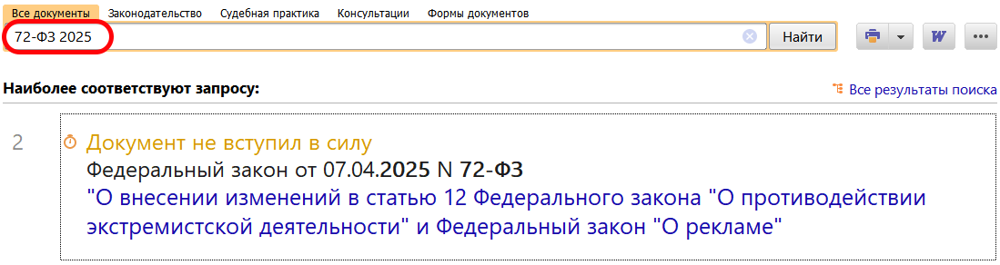 Все документы Законодательство Судебная практика Консультации Формы документов
72-ФЗ 2025 Найти W
Наиболее соответствуют запросу: Все результаты поиска
2 Документ не вступил в силу
Федеральный закон от 07.04.2025 N 72-ФЗ
"О внесении изменений в статью 12 Федерального закона "О противодействии
экстремистской деятельности" и Федеральный закон "О рекламе"